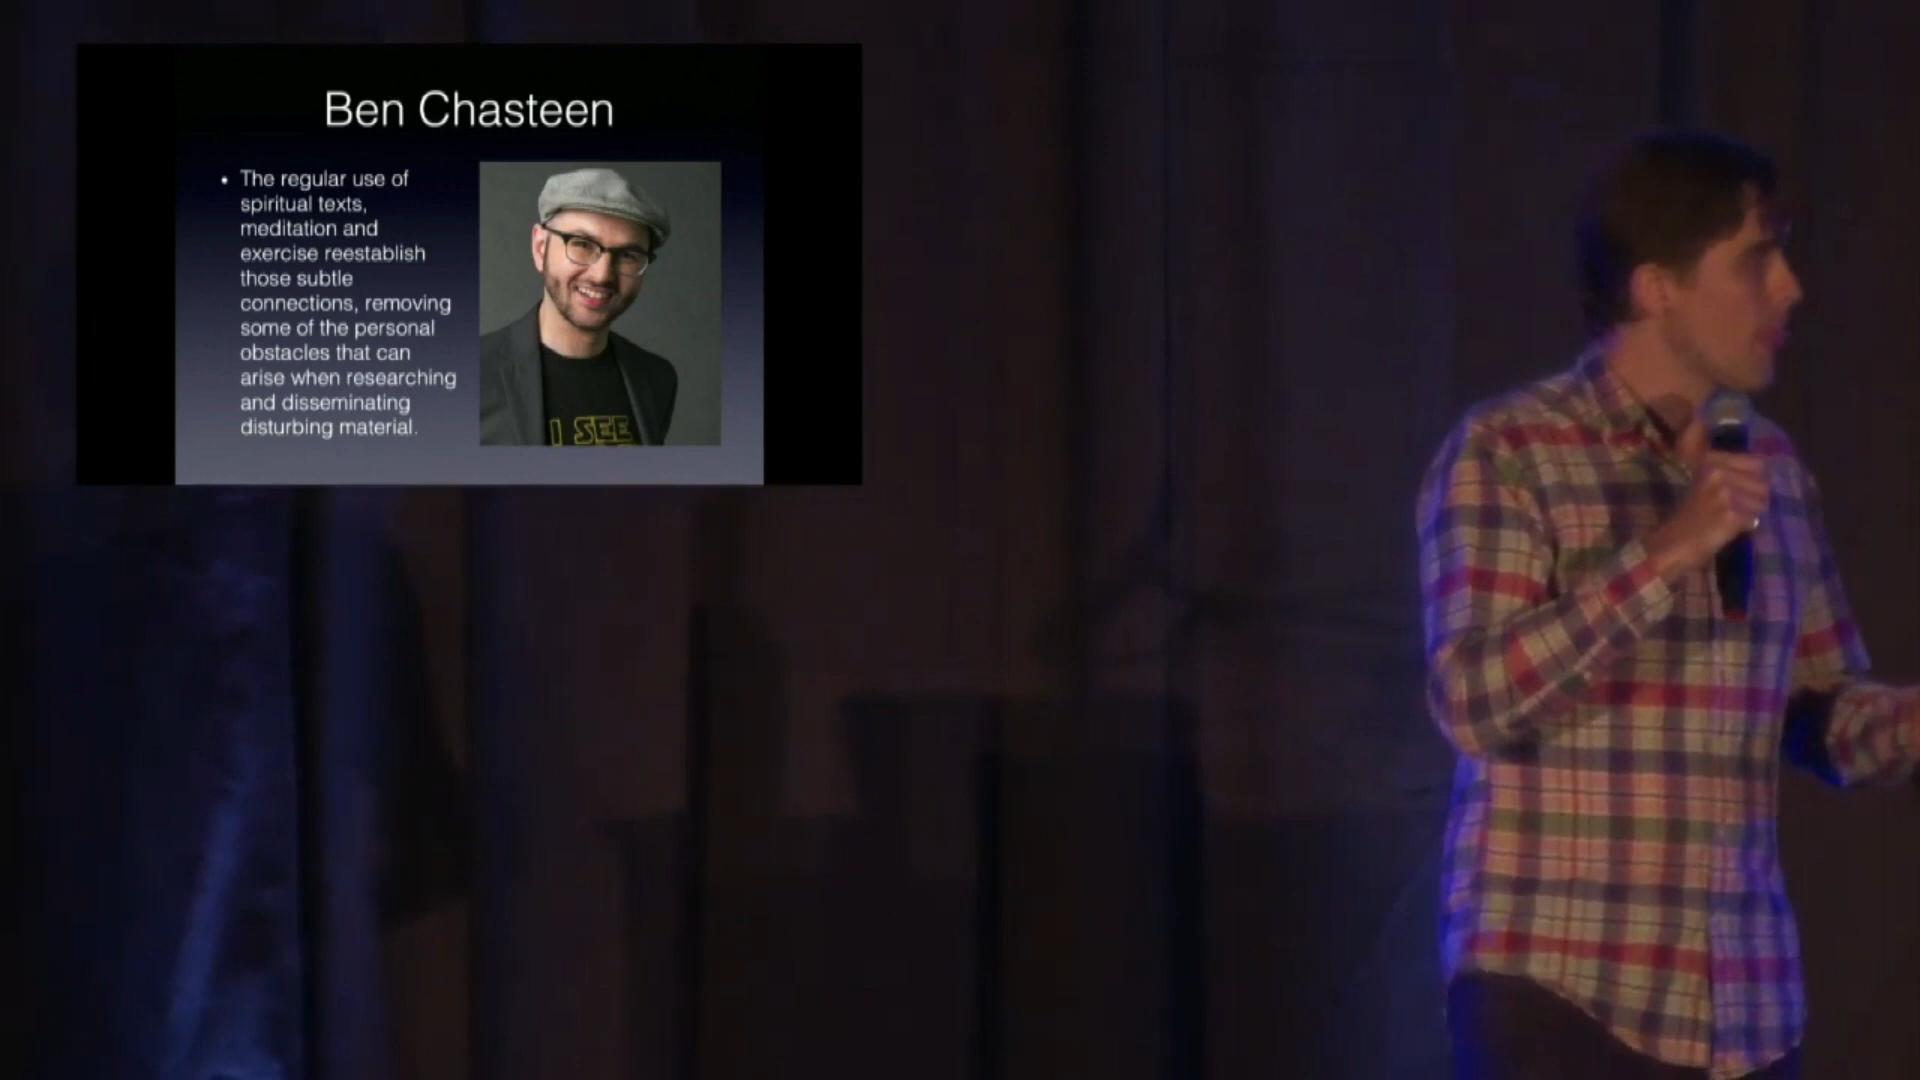 Ben Chasteen
• The regular use of
spiritual texts,
meditation and
exercise reestablish
those subtle
connections, removing
some of the personal
obstacles that can
arise when researching
and disseminating
disturbing material.
I SEE